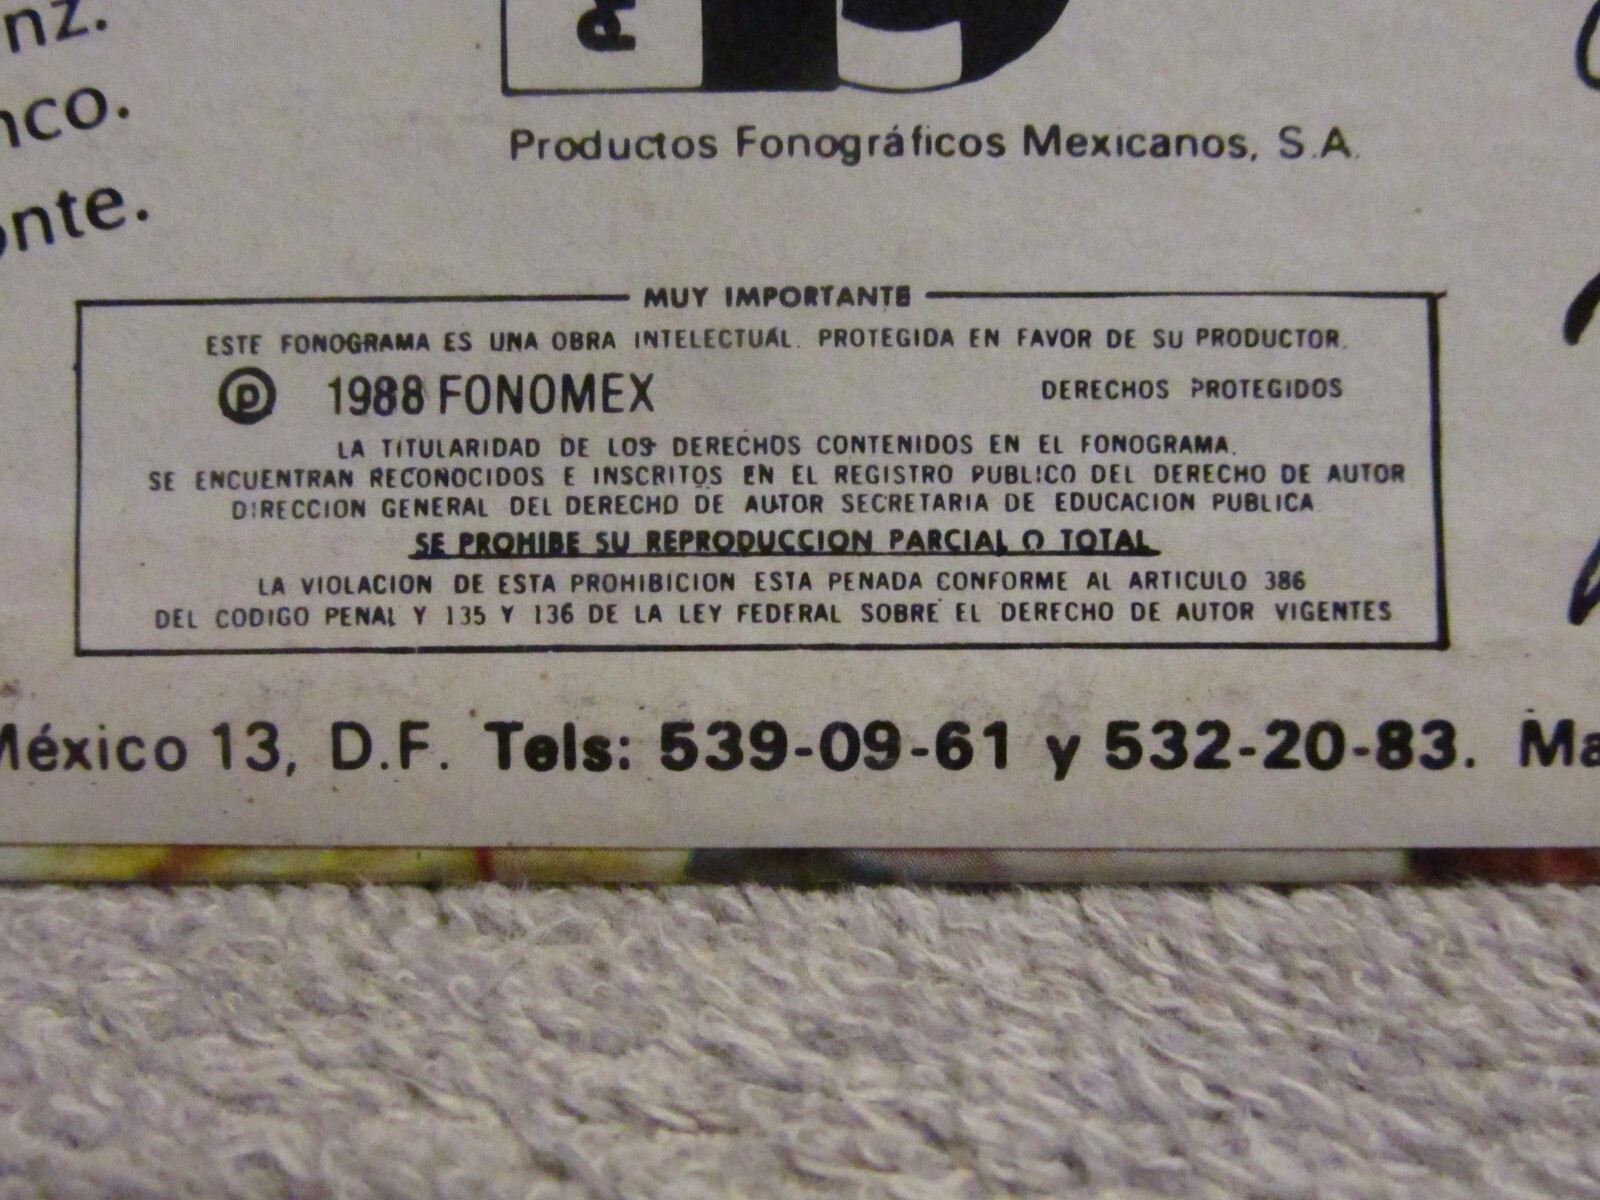 Productos Fonográficos Mexicanos, S.A.
MUY IMPORTANTE
ESTE FONOGRAMA ES UNA OBRA INTELECTUAL. PROTEGIDA EN FAVOR DE SU PRODUCTOR.
Ⓟ 1988 FONOMEX DERECHOS PROTEGIDOS
LA TITULARIDAD DE LOS DERECHOS CONTENIDOS EN EL FONOGRAMA.
SE ENCUENTRAN RECONOCIDOS E INSCRITOS EN EL REGISTRO PUBLICO DEL DERECHO DE AUTOR
DIRECCION GENERAL DEL DERECHO DE AUTOR SECRETARIA DE EDUCACION PUBLICA
SE PROHIBE SU REPRODUCCION PARCIAL O TOTAL
LA VIOLACION DE ESTA PROHIBICION ESTA PENADA CONFORME AL ARTICULO 386
DEL CODIGO PENAL Y 135 Y 136 DE LA LEY FEDERAL SOBRE EL DERECHO DE AUTOR VIGENTES
México 13, D.F. Tels: 539-09-61 y 532-20-83.